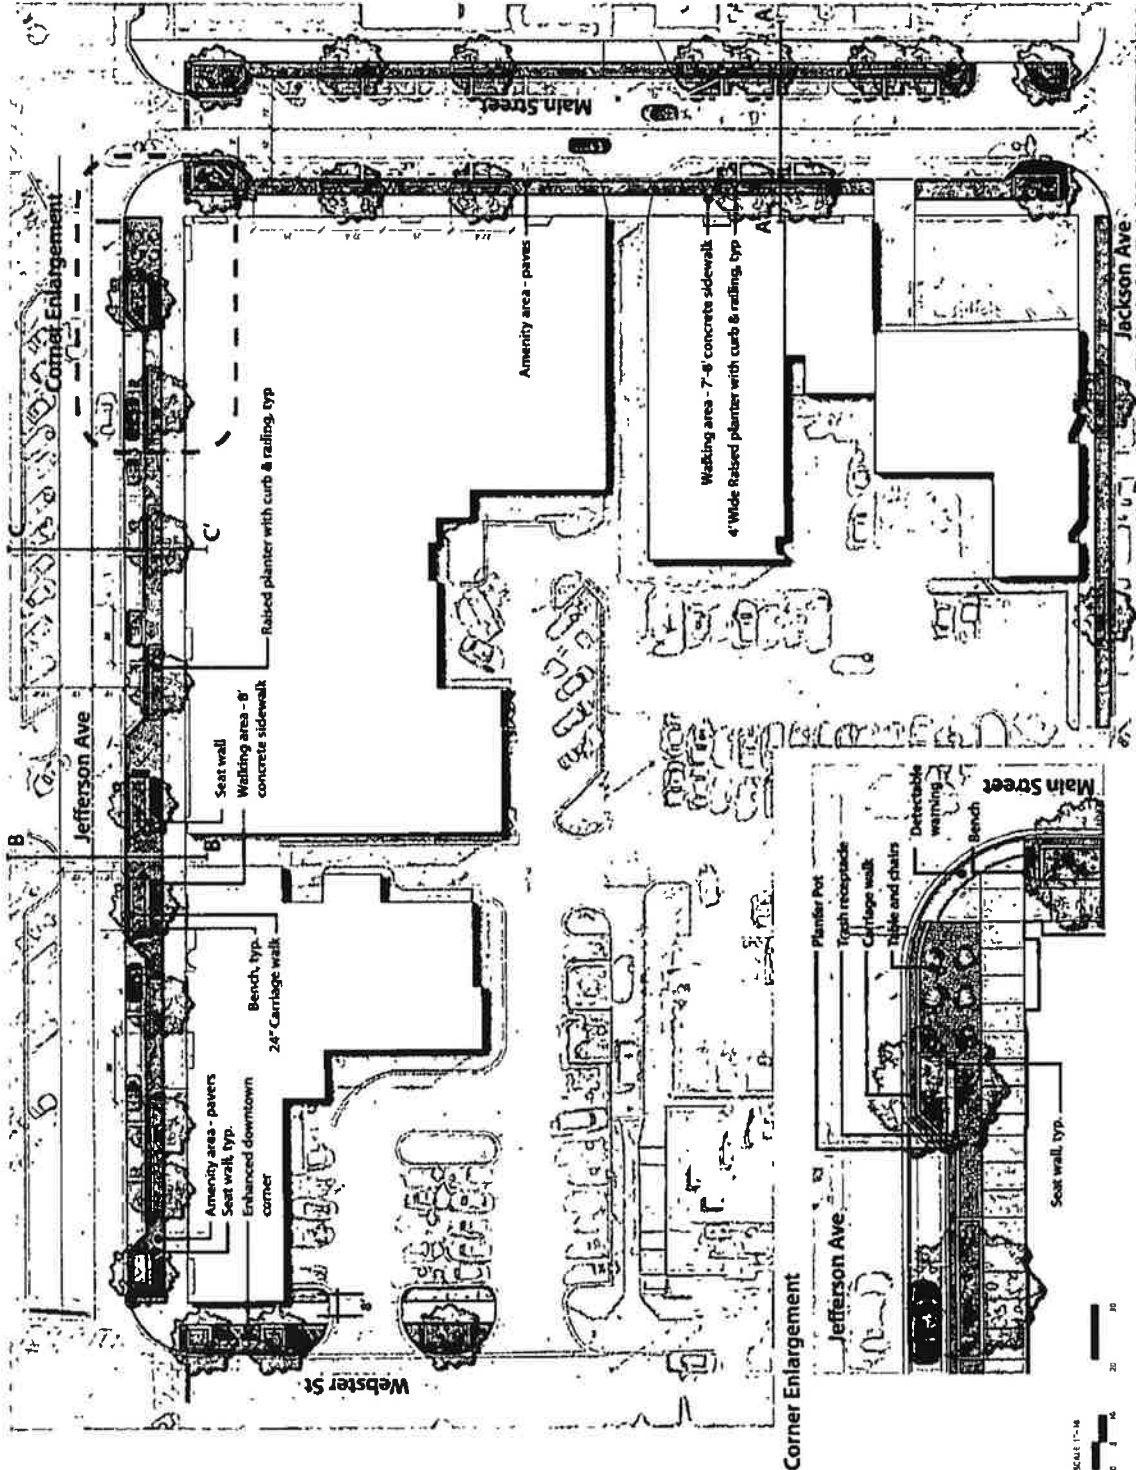 Corner Enlargement
Main Street
Jefferson Ave
B
B'
C
C'
A
A'
Seat wall
Walking area - 8'
concrete sidewalk
Raised planter with curb & railing, typ
Bench, typ.
24" Carriage walk
Amenity area - pavers
Seat wall, typ.
Enhanced downtown
corner
8'
Webster St
Amenity area - paves
Walking area - 7'-8' concrete sidewalk
4' Wide Raised planter with curb & railing, typ
Jackson Ave
Corner Enlargement
Jefferson Ave
Planter Pot
Trash receptacle
Carriage walk
Table and chairs
Detectable
warning
Bench
Main Street
Seat wall, typ.